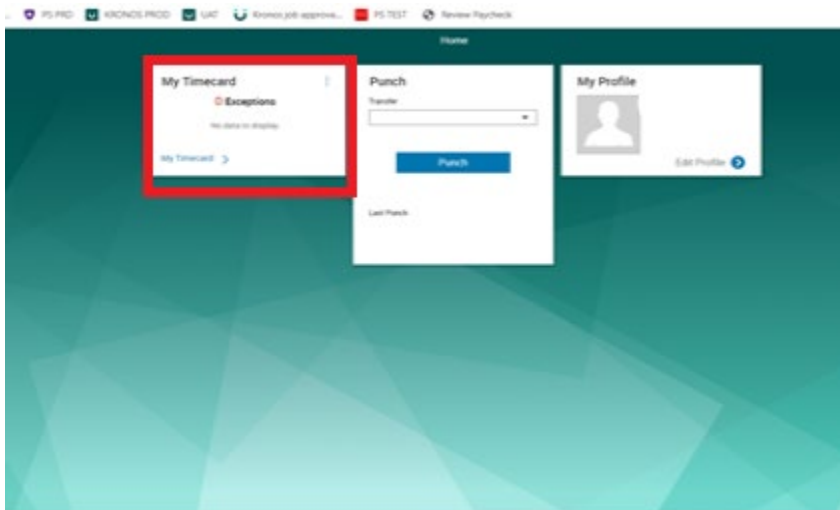 PS PRD KRONOS PROD UAT Kronos job approva... PS TEST Review Paycheck
Home
My Timecard
0 Exceptions
No data to display
My Timecard
Punch
Transfer
Punch
Last Punch
My Profile
Edit Profile